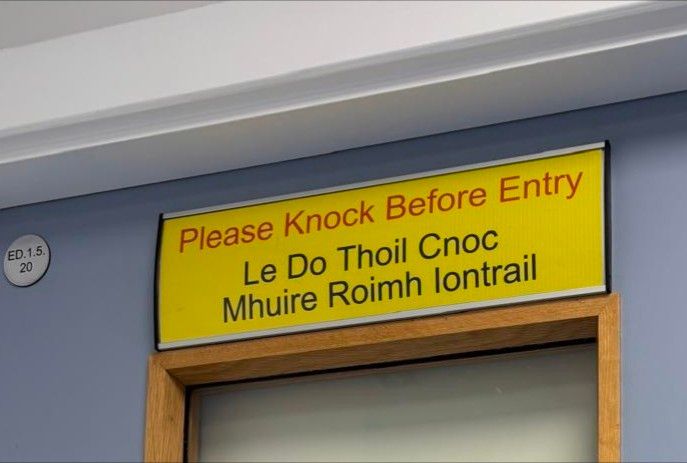 Please Knock Before Entry
Le Do Thoil Cnoc
Mhuire Roimh Iontrail
ED.1.5.
20